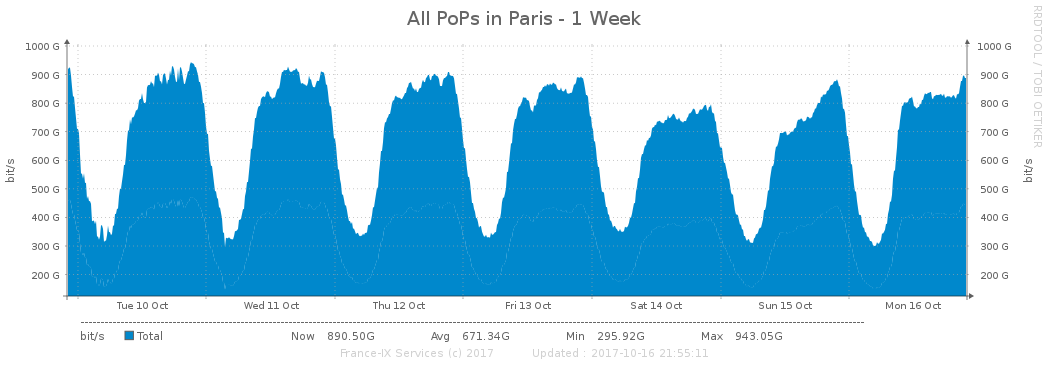 All PoPs in Paris - 1 Week
RRDTOOL / TOBI OETIKER
1000 G 1000 G
900 G 900 G
800 G 800 G
700 G 700 G
600 G 600 G
500 G 500 G
400 G 400 G
300 G 300 G
200 G 200 G
bit/s bit/s
Tue 10 Oct Wed 11 Oct Thu 12 Oct Fri 13 Oct Sat 14 Oct Sun 15 Oct Mon 16 Oct
bit/s Total Now 890.50G Avg 671.34G Min 295.92G Max 943.05G
France-IX Services (c) 2017 Updated : 2017-10-16 21:55:11